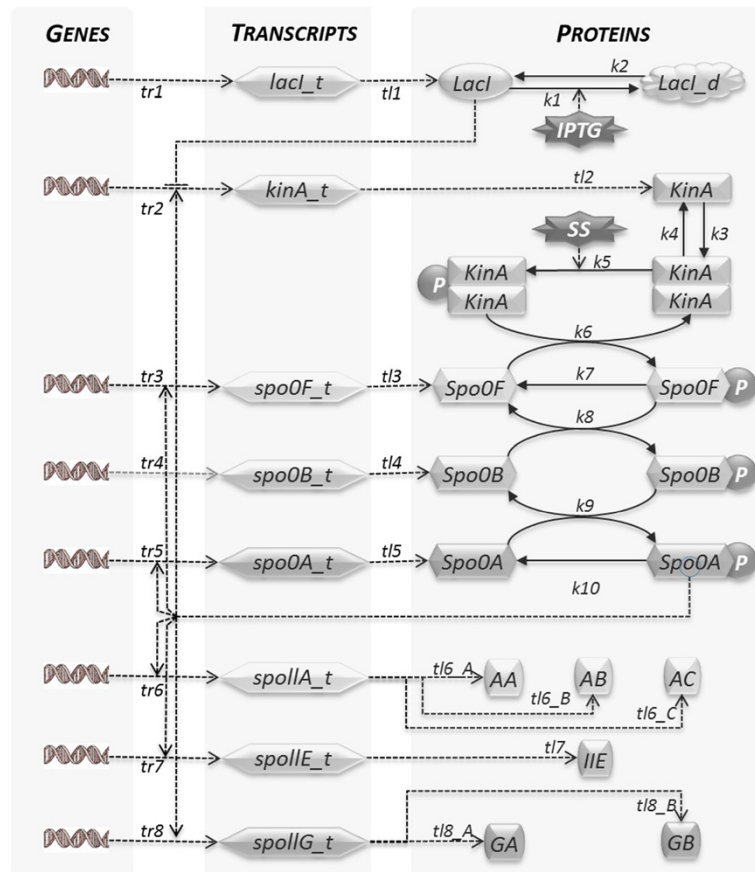 GENES TRANSCRIPTS PROTEINS
tr1 lacI_t tl1 LacI k2 LacI_d
k1
IPTG
tr2 kinA_t tl2 KinA
SS k4 k3
P KinA k5 KinA
KinA KinA
k6
tr3 spo0F_t tl3 Spo0F k7 Spo0F P
k8
tr4 spo0B_t tl4 Spo0B Spo0B P
k9
tr5 spo0A_t tl5 Spo0A Spo0A P
k10
tr6 spoIIA_t tl6_A AA AB AC
tl6_B tl6_C
tr7 spoIIE_t tl7 IIE
tl8_B
tr8 spoIIG_t tl8_A GA GB